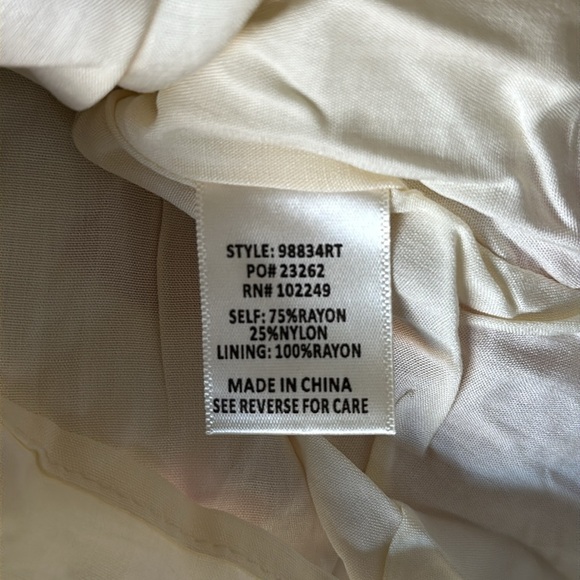 STYLE: 98834RT
PO# 23262
RN# 102249
SELF: 75%RAYON
25%NYLON
LINING: 100%RAYON
MADE IN CHINA
SEE REVERSE FOR CARE